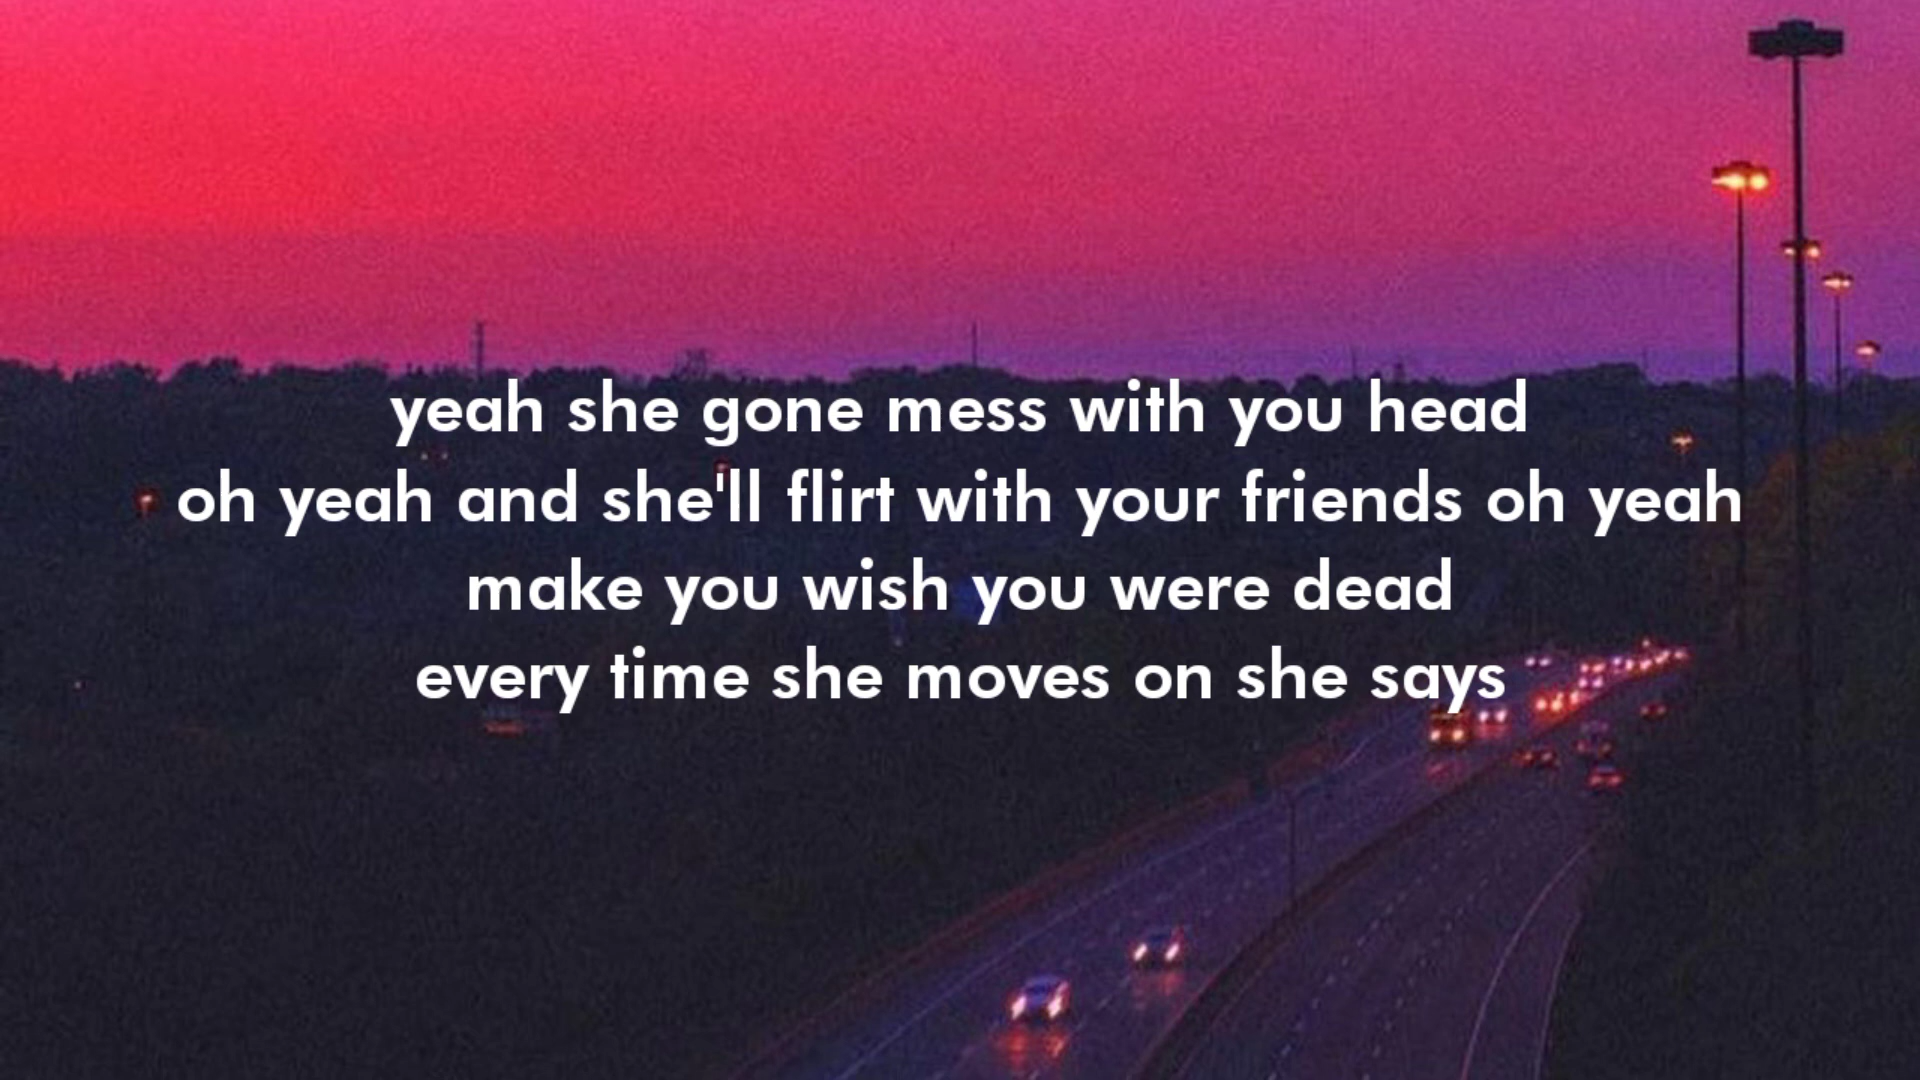 yeah she gone mess with you head
oh yeah and she'll flirt with your friends oh yeah
make you wish you were dead
every time she moves on she says